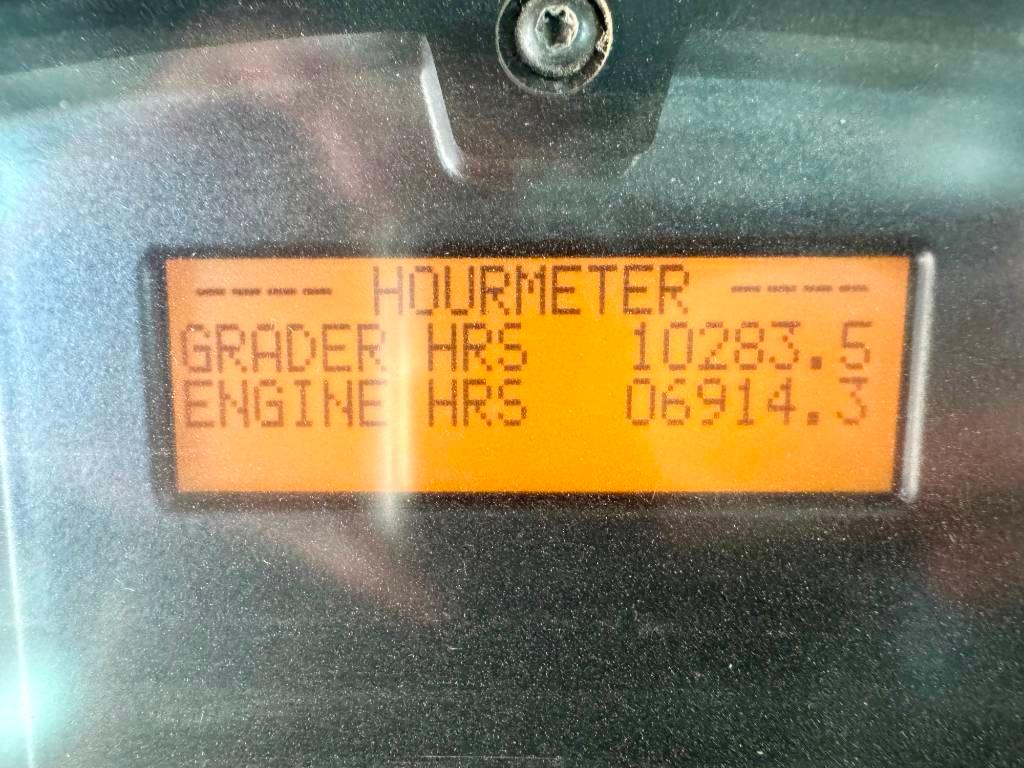 ---- HOURMETER ----
GRADER HRS 10283.5
ENGINE HRS 06914.3